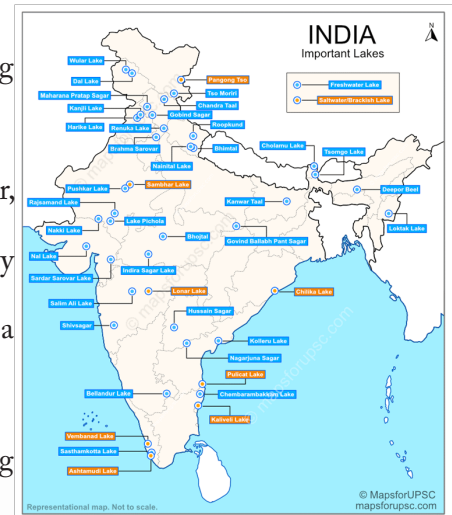 g
r,
y
a
g
INDIA
Important Lakes
N
Freshwater Lake
Saltwater/Brackish Lake
Wular Lake
Dal Lake
Pangong Tso
Tso Moriri
Maharana Pratap Sagar
Chandra Taal
Kanjli Lake
Gobind Sagar
Harike Lake
Roopkund
Renuka Lake
Brahma Sarovar
Bhimtal
Cholamu Lake
Tsomgo Lake
Nainital Lake
Pushkar Lake
Sambhar Lake
Kanwar Taal
Deepor Beel
Rajsamand Lake
Lake Pichola
Loktak Lake
Nakki Lake
Bhojtal
Govind Ballabh Pant Sagar
Nal Lake
Indira Sagar Lake
Sardar Sarovar Lake
Lonar Lake
Chilika Lake
Salim Ali Lake
Hussain Sagar
Shivsagar
Kolleru Lake
Nagarjuna Sagar
Pulicat Lake
Bellandur Lake
Chembarambakkam Lake
Kaliveli Lake
Vembanad Lake
Sasthamkotta Lake
Ashtamudi Lake
© MapsforUPSC
mapsforupsc.com
Representational map. Not to scale.
© mapsforupsc.com